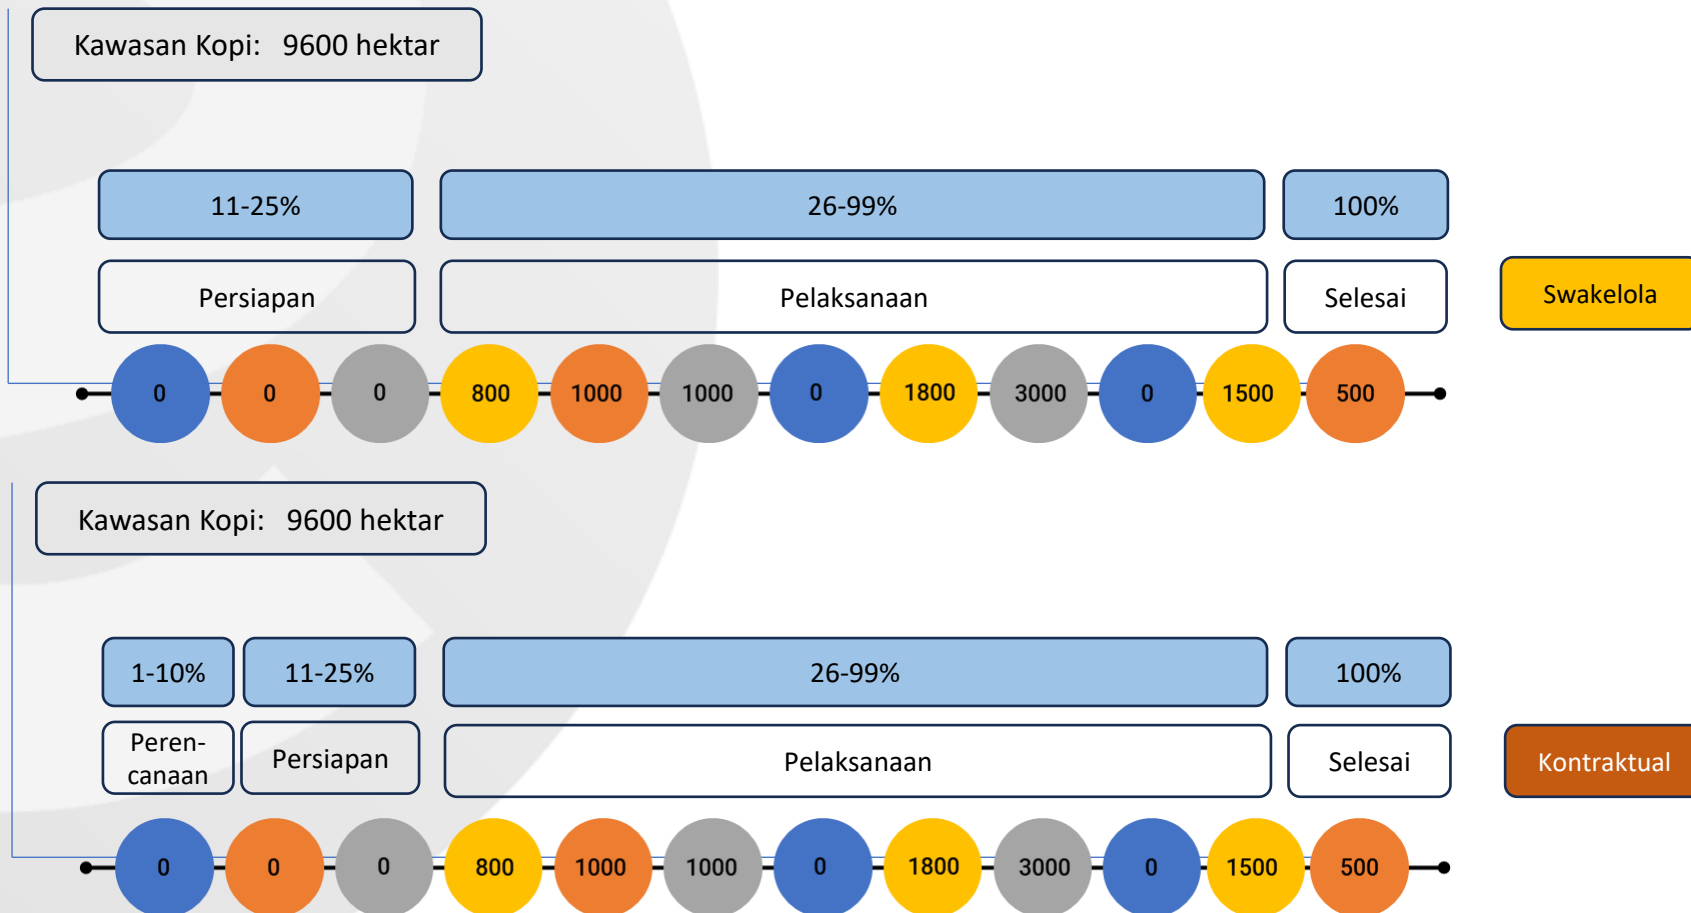 Kawasan Kopi: 9600 hektar
11-25% 26-99% 100%
Persiapan Pelaksanaan Selesai Swakelola
0 0 0 800 1000 1000 0 1800 3000 0 1500 500
Kawasan Kopi: 9600 hektar
1-10% 11-25% 26-99% 100%
Peren-
canaan Persiapan Pelaksanaan Selesai Kontraktual
0 0 0 800 1000 1000 0 1800 3000 0 1500 500